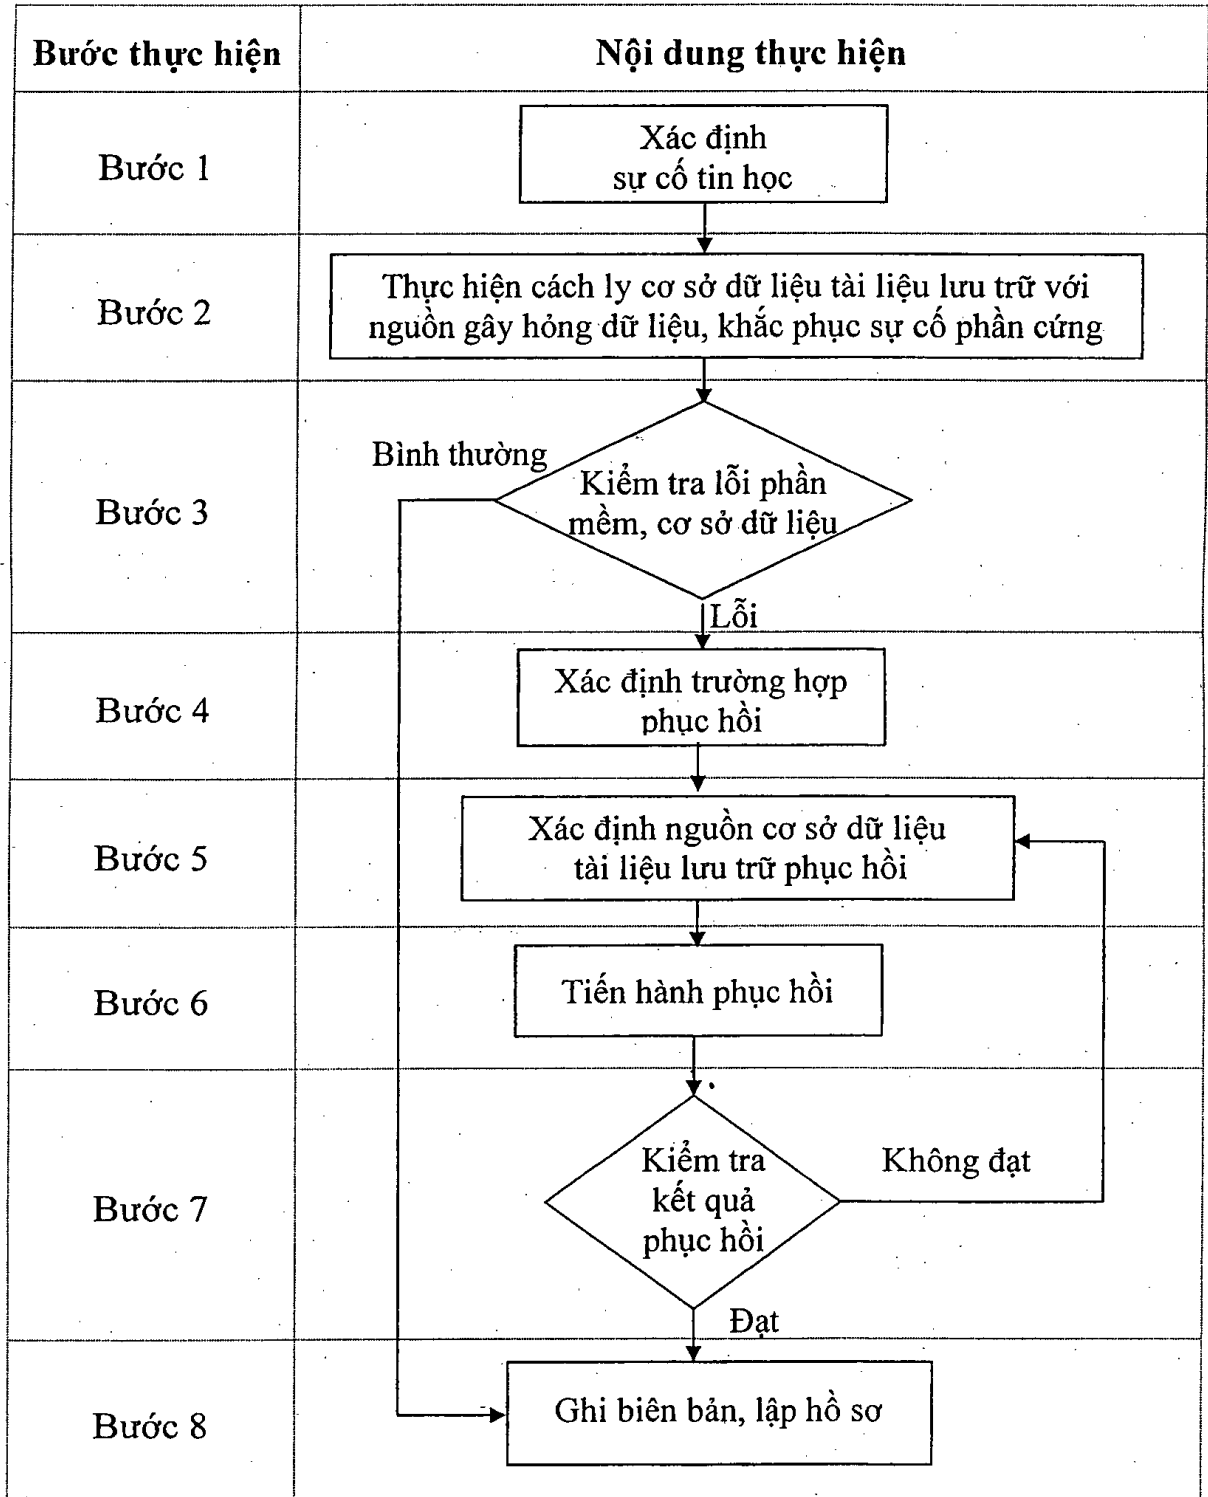 Bước thực hiện
Nội dung thực hiện
Bước 1
Xác định
sự cố tin học
Bước 2
Thực hiện cách ly cơ sở dữ liệu tài liệu lưu trữ với
nguồn gây hỏng dữ liệu, khắc phục sự cố phần cứng
Bước 3
Bình thường
Kiểm tra lỗi phần
mềm, cơ sở dữ liệu
Lỗi
Bước 4
Xác định trường hợp
phục hồi
Bước 5
Xác định nguồn cơ sở dữ liệu
tài liệu lưu trữ phục hồi
Bước 6
Tiến hành phục hồi
Bước 7
Kiểm tra
kết quả
phục hồi
Không đạt
Đạt
Bước 8
Ghi biên bản, lập hồ sơ